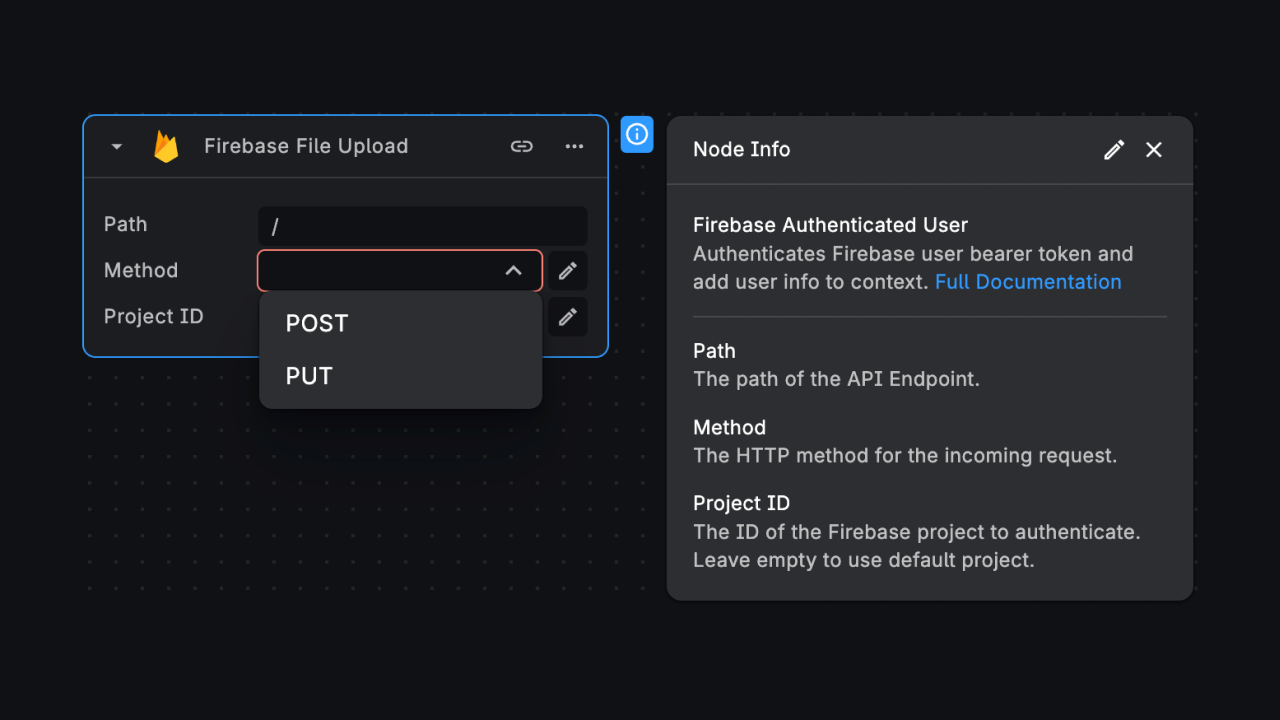 Firebase File Upload
Path
/
Method
Project ID
POST
PUT
Node Info
Firebase Authenticated User
Authenticates Firebase user bearer token and
add user info to context. Full Documentation
Path
The path of the API Endpoint.
Method
The HTTP method for the incoming request.
Project ID
The ID of the Firebase project to authenticate.
Leave empty to use default project.